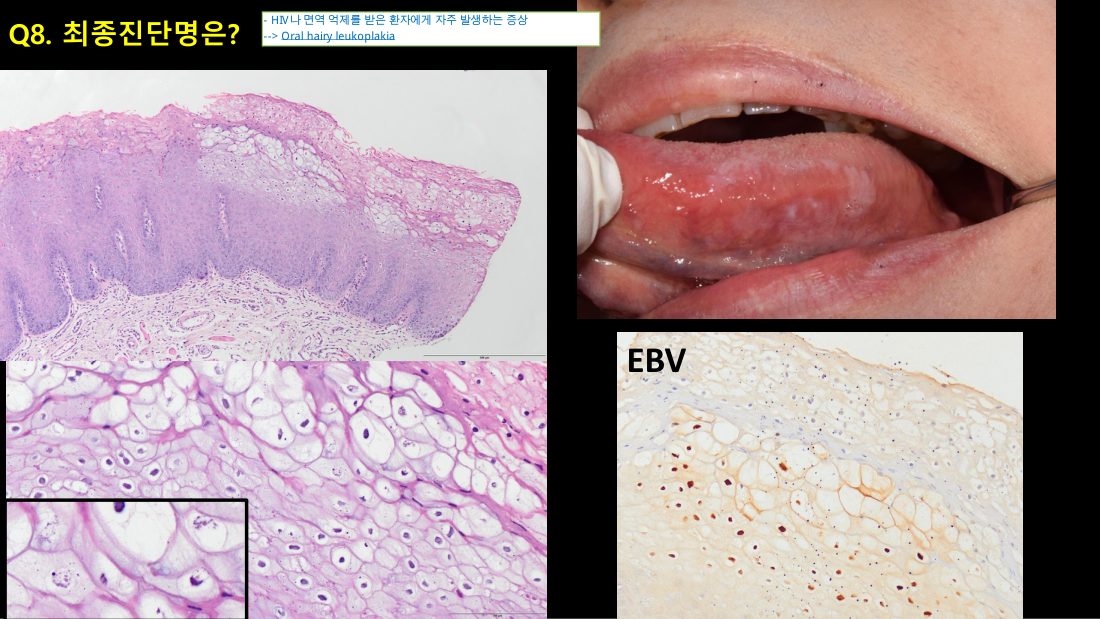 Q8. 최종진단명은?
- HIV나 면역 억제를 받은 환자에게 자주 발생하는 증상
--> Oral hairy leukoplakia
EBV